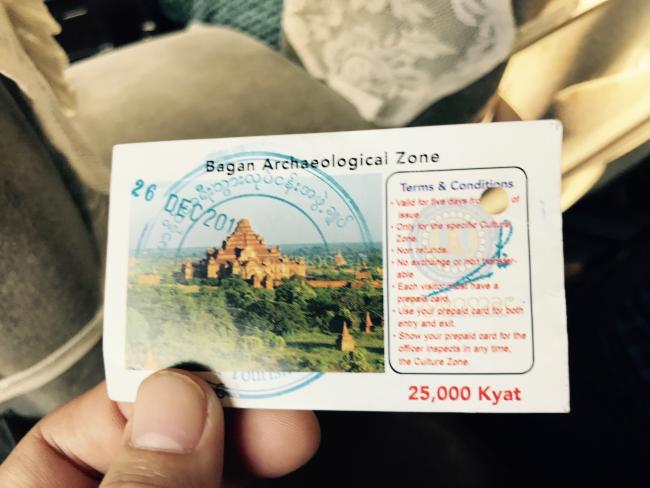 Bagan Archaeological Zone
26 DEC 201
Terms & Conditions
• Valid for five days of
issue.
• Only for the specific Culture
Zone.
• Non refunds.
• No exchange or non transfer-
able
• Each visitor must have a
prepaid card.
• Use your prepaid card for both
entry and exit.
• Show your prepaid card for the
officer inspects in any time,
the Culture Zone.
25,000 Kyat